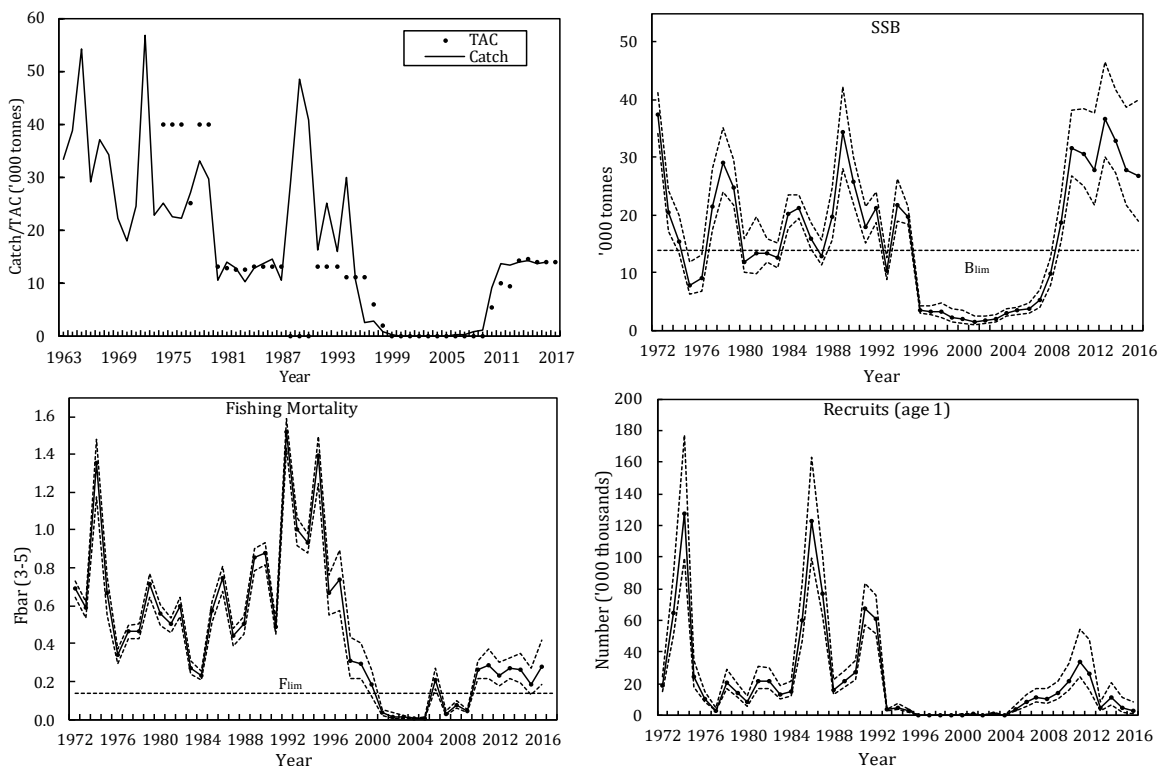 60
50
40
30
20
10
0
Catch/TAC ('000 tonnes)
TAC
Catch
1963 1969 1975 1981 1987 1993 1999 2005 2011 2017
Year
SSB
50
40
30
20
10
0
'000 tonnes
Blim
1972 1976 1980 1984 1988 1992 1996 2000 2004 2008 2012 2016
Year
Fishing Mortality
1.6
1.4
1.2
1.0
0.8
0.6
0.4
0.2
0.0
Fbar (3-5)
Flim
1972 1976 1980 1984 1988 1992 1996 2000 2004 2008 2012 2016
Year
Recruits (age 1)
200
180
160
140
120
100
80
60
40
20
0
Number ('000 thousands)
1972 1976 1980 1984 1988 1992 1996 2000 2004 2008 2012 2016
Year